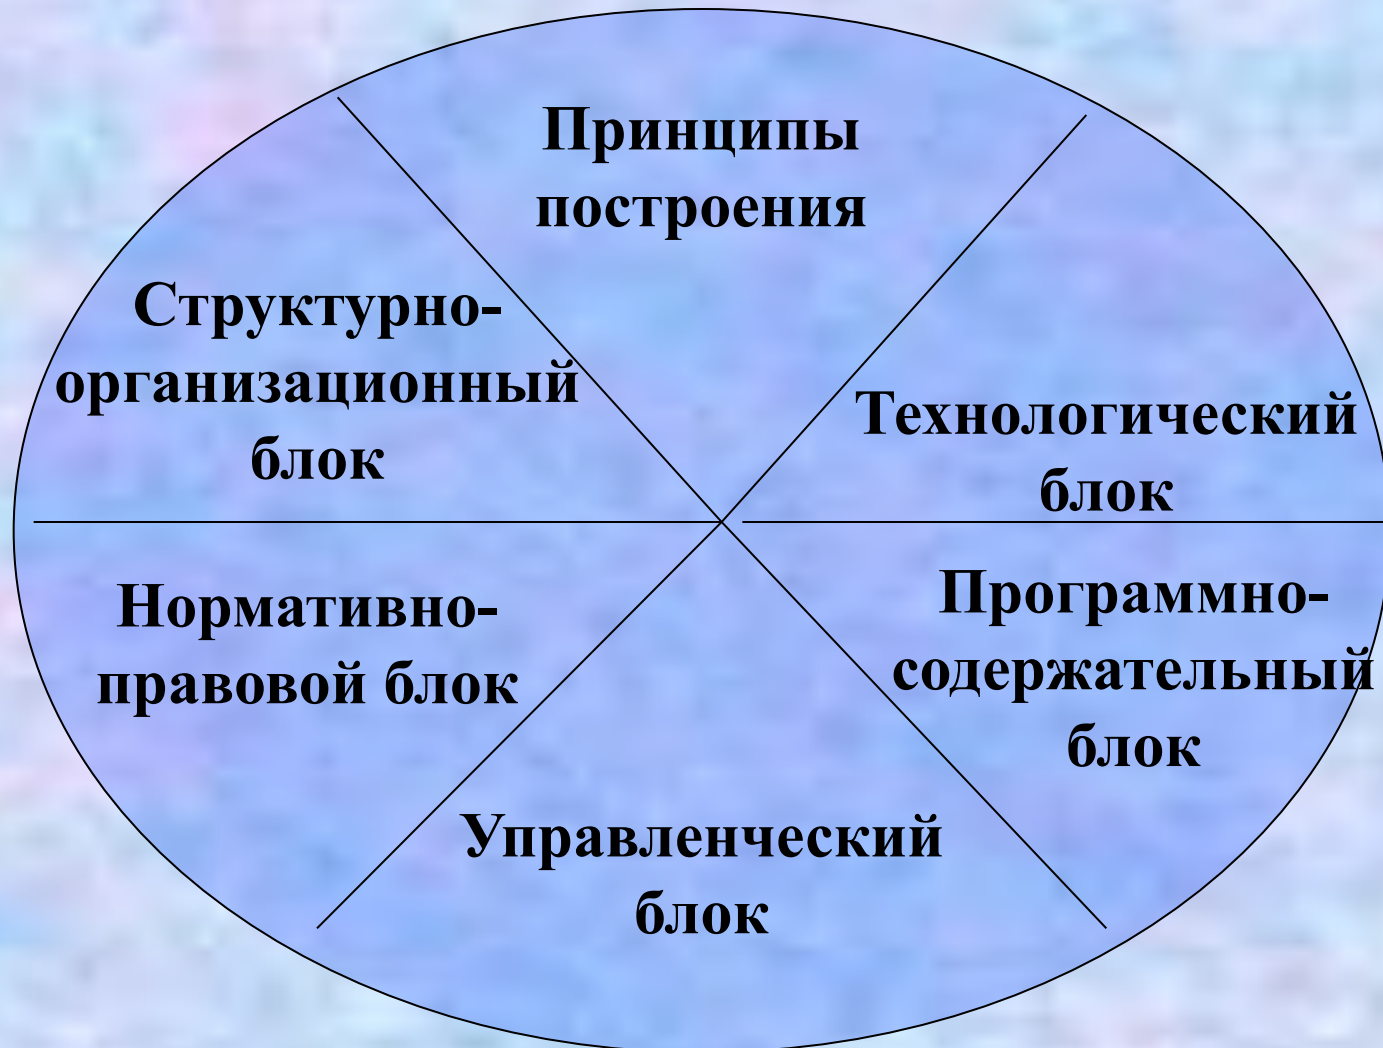 Принципы
построения
Структурно-
организационный
блок
Технологический
блок
Нормативно-
правовой блок
Программно-
содержательный
блок
Управленческий
блок